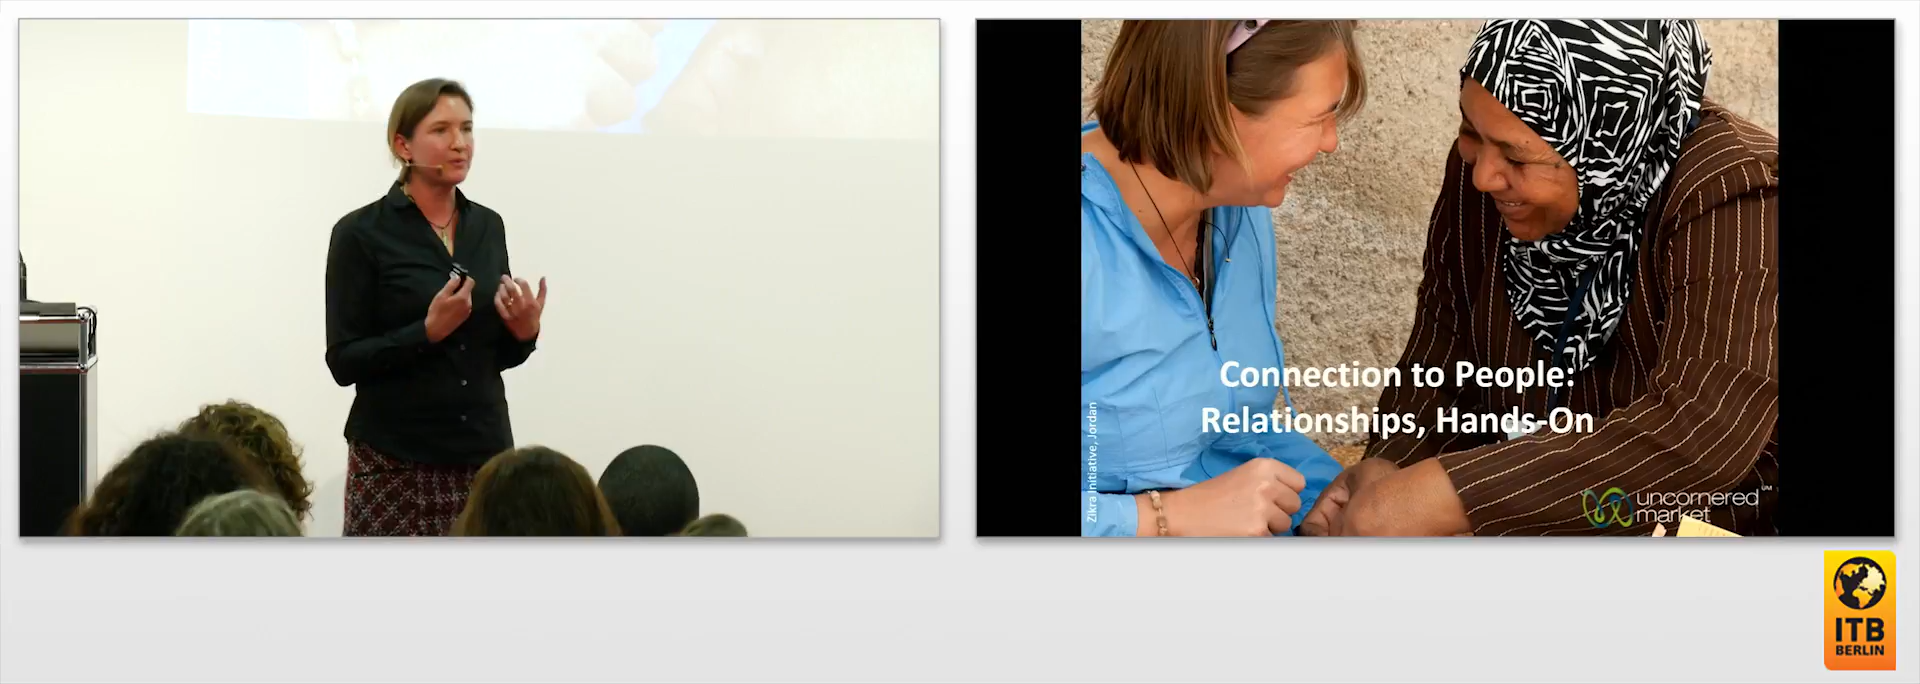 Connection to People:
Relationships, Hands-On
Zikra Initiative, Jordan
uncornered
market
ITB
BERLIN